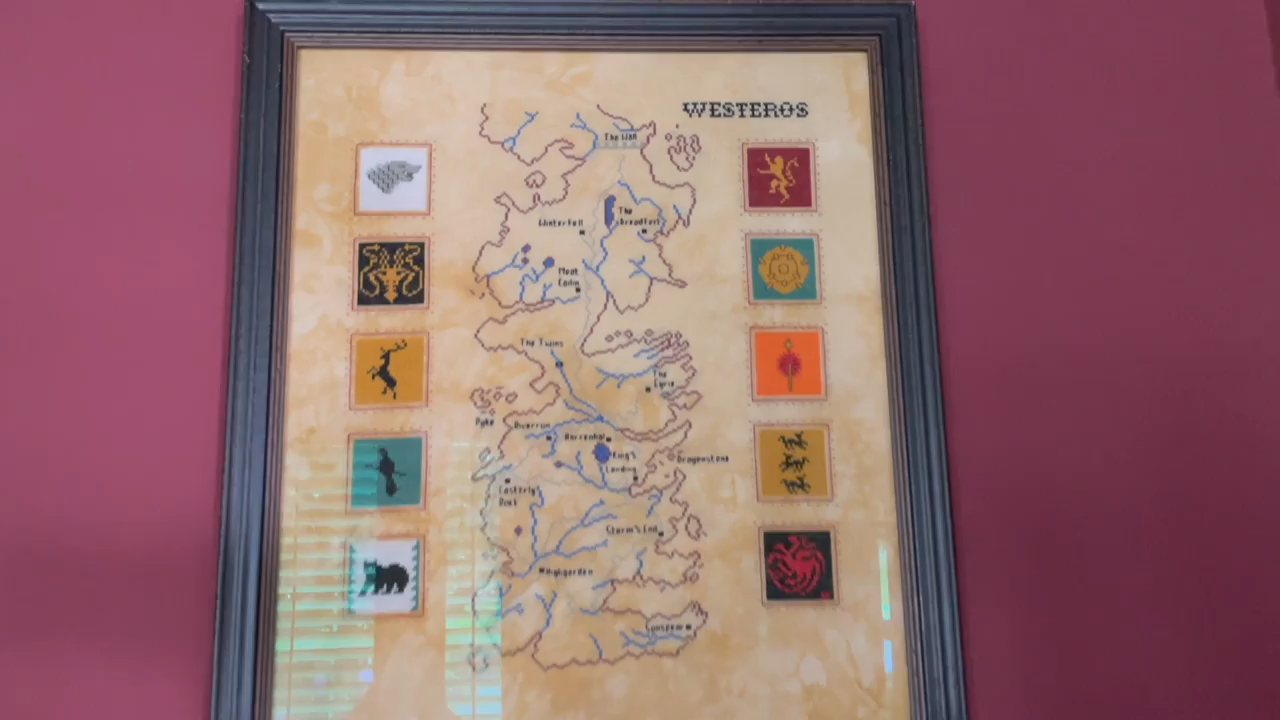 WESTEROS
The Wall
The
Dreadfort
Winterfell
Moat
Cailin
The Twins
The
Eyrie
Pyke
Riverrun
Harrenhal
King's
Landing
Dragonstone
Casterly
Rock
Storm's End
Highgarden
Sunspear